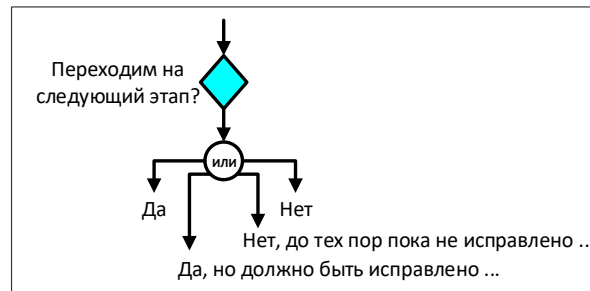 Переходим на
следующий этап?
или
Да
Нет
Нет, до тех пор пока не исправлено ..
Да, но должно быть исправлено ...